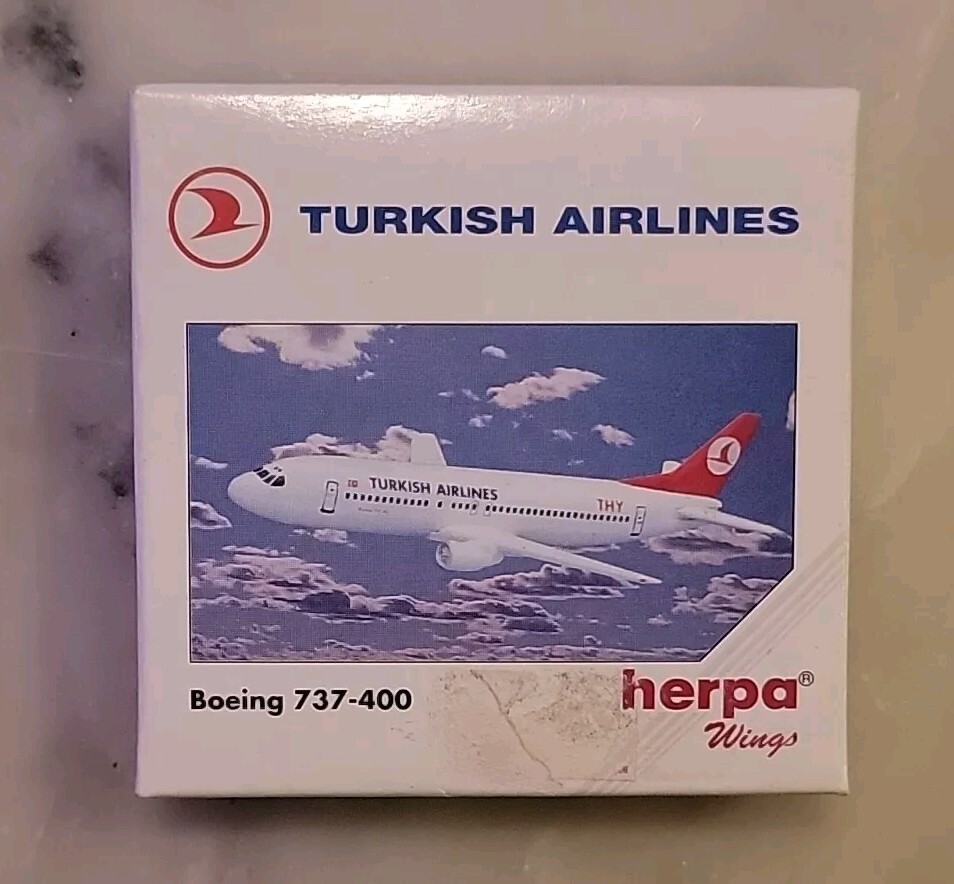 TURKISH AIRLINES
TURKISH AIRLINES
THY
Boeing 737-400
herpa®
Wings